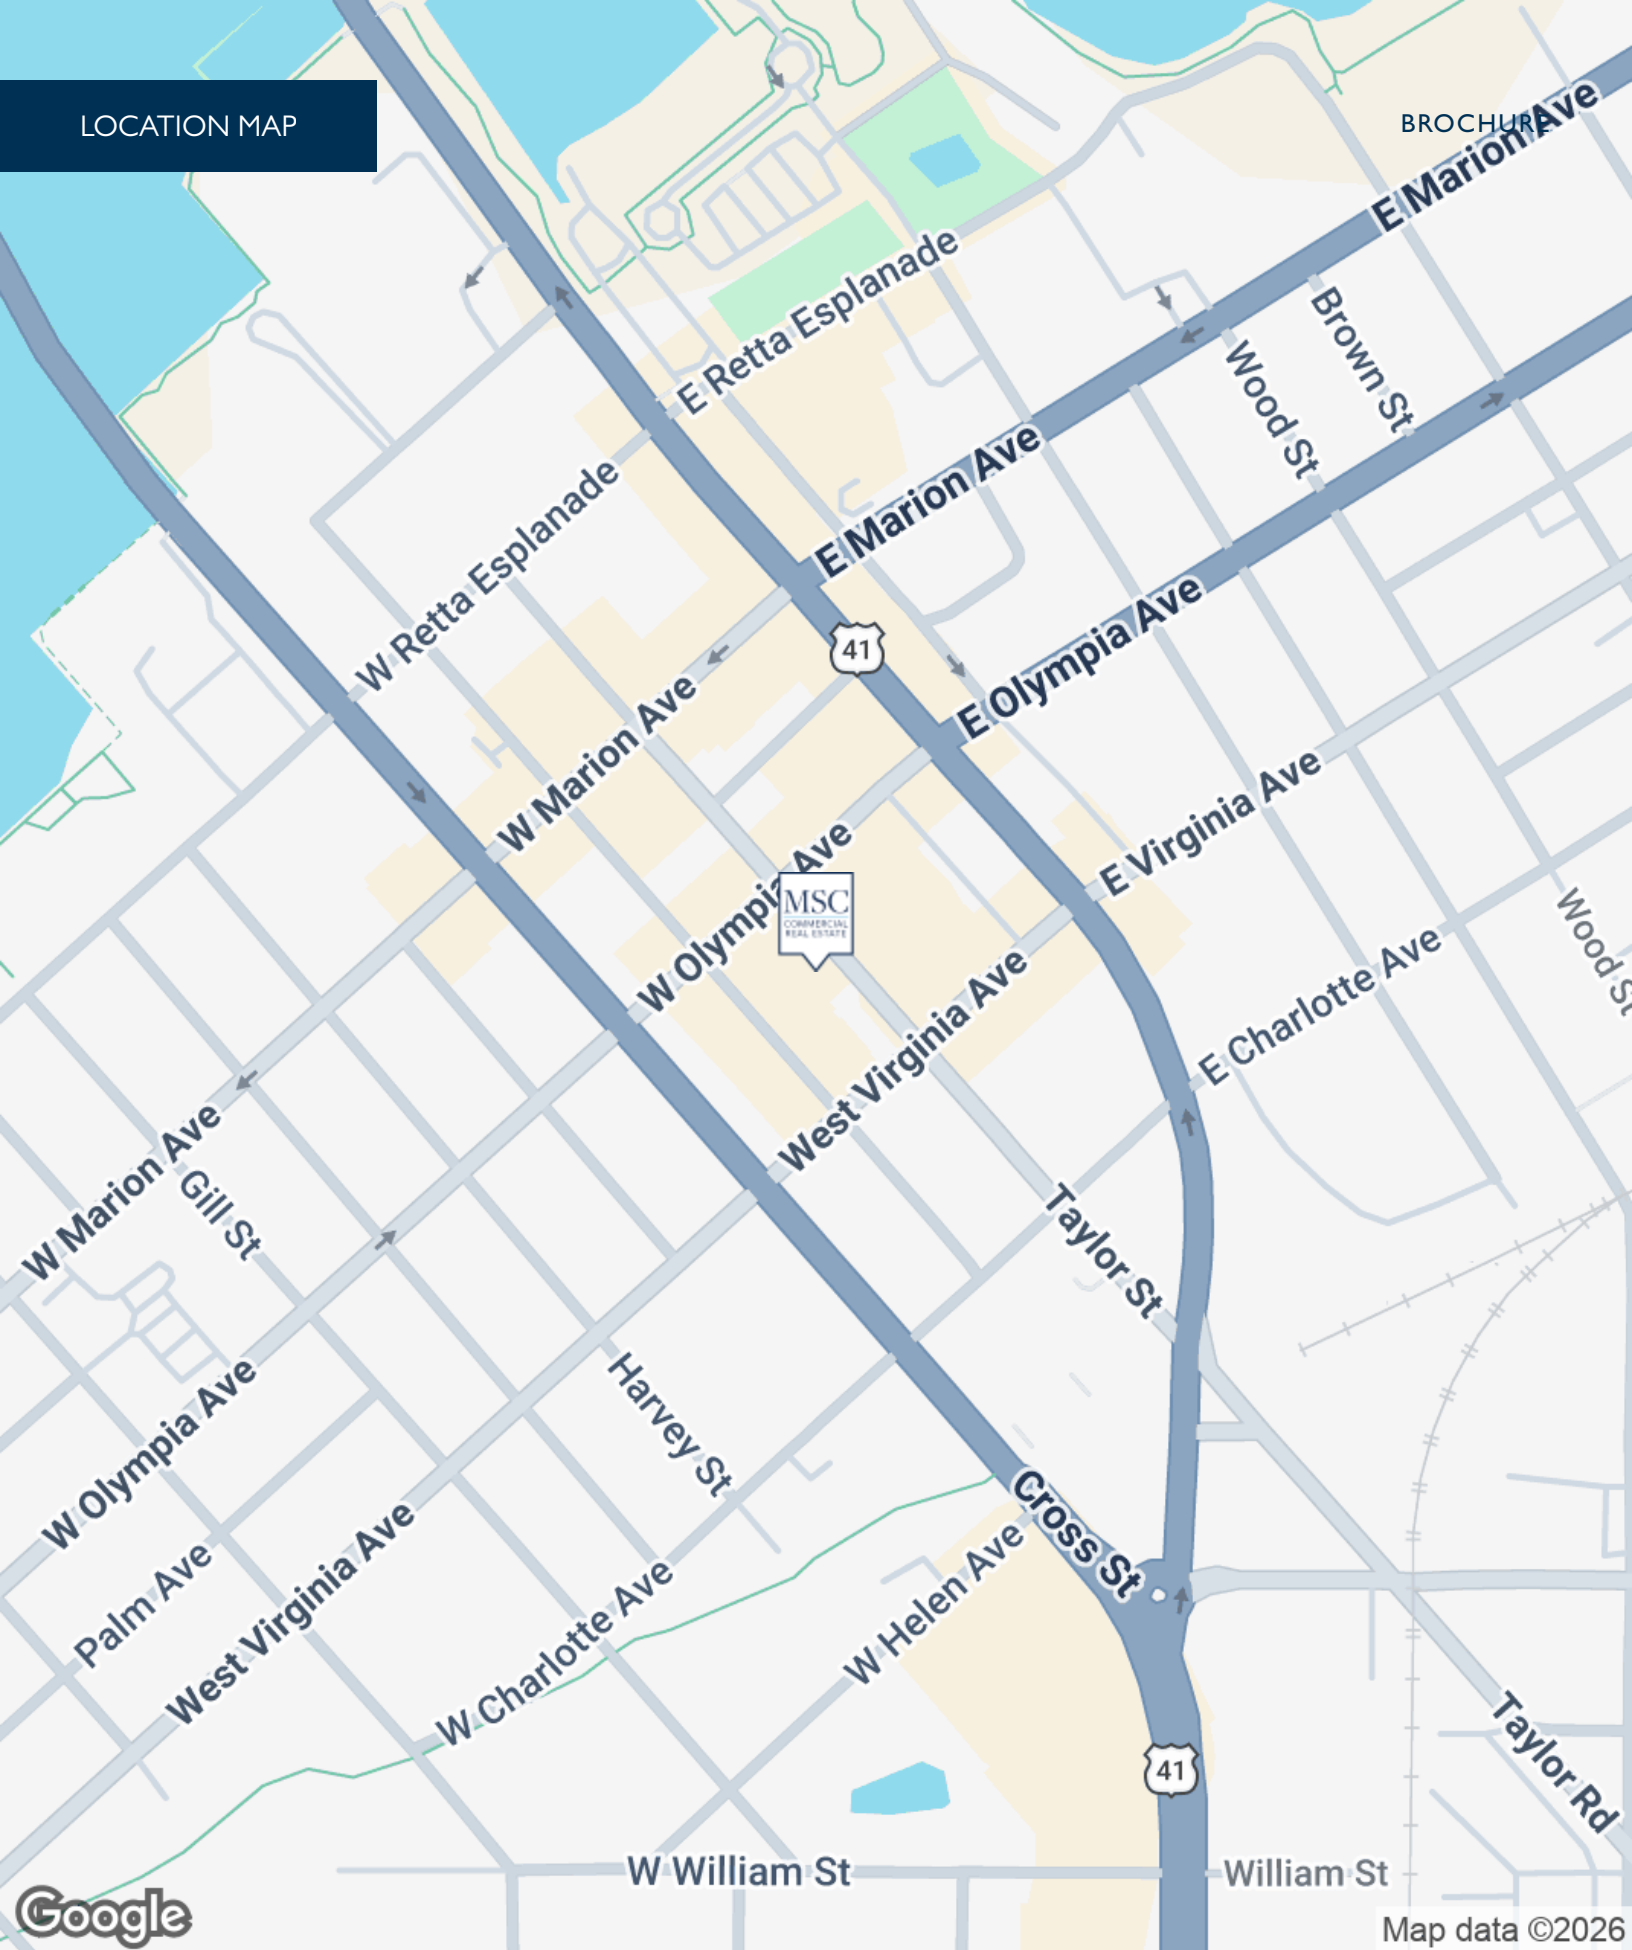 LOCATION MAP
BROCHURE
E Marion Ave
E Retta Esplanade
Brown St
Wood St
E Marion Ave
W Retta Esplanade
41
E Olympia Ave
W Marion Ave
E Virginia Ave
W Olympia Ave
MSC
COMMERCIAL
REAL ESTATE
Wood St
West Virginia Ave
E Charlotte Ave
W Marion Ave
Gill St
Taylor St
W Olympia Ave
Harvey St
Cross St
W Helen Ave
Palm Ave
West Virginia Ave
W Charlotte Ave
41
Taylor Rd
W William St
William St
Google
Map data ©2026